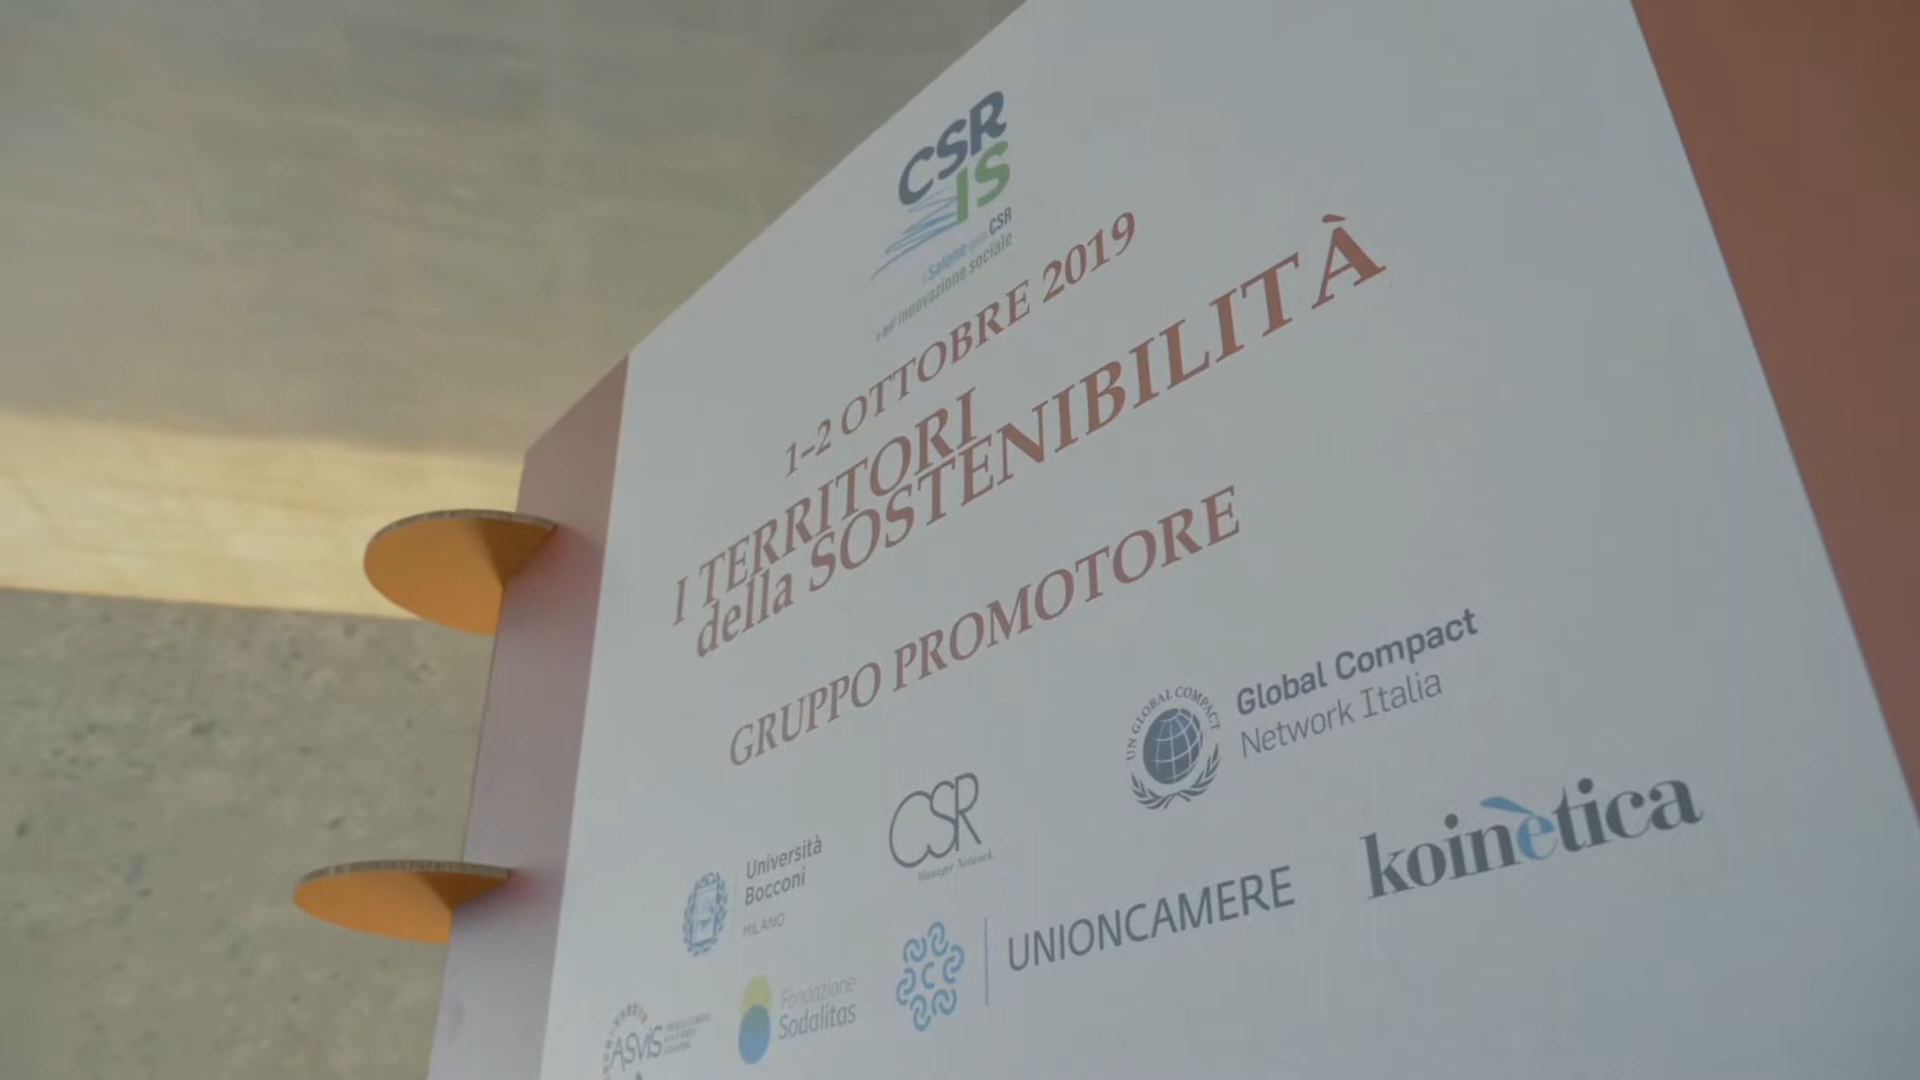 CSR
IS
il Salone della CSR
e dell'innovazione sociale
1-2 OTTOBRE 2019
I TERRITORI
della SOSTENIBILITÀ
GRUPPO PROMOTORE
Università
Bocconi
MILANO
CSR
Manager Network
UN GLOBAL COMPACT
Global Compact
Network Italia
ASviS
Fondazione
Sodalitas
UNIONCAMERE
koinètica